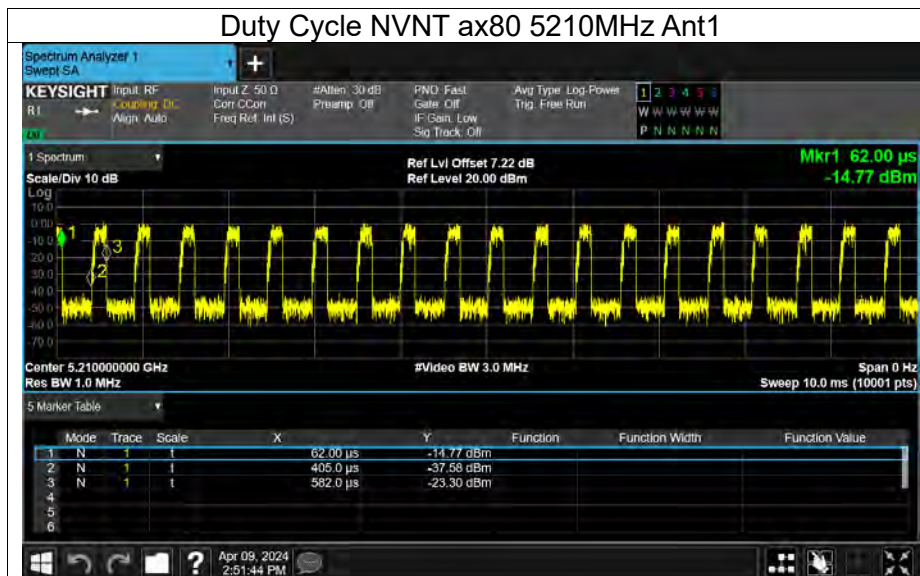 Duty Cycle NVNT ax80 5210MHz Ant1
Spectrum Analyzer 1
Swept SA
+
KEYSIGHT Input: RF Input Z: 50 Ω #Atten: 30 dB PNO: Fast Avg Type: Log-Power 1 2 3 4 5 6
Coupling: DC Corr CCorr Preamp: Off Gate: Off Trig: Free Run W W W W W W
Align: Auto Freq Ref: Int (S) IF Gain: Low P N N N N N
Sig Track: Off
1 Spectrum Ref Lvl Offset 7.22 dB Mkr1 62.00 µs
Scale/Div 10 dB Ref Level 20.00 dBm -14.77 dBm
Log
10.0
0.00
-10.0
-20.0
-30.0
-40.0
-50.0
-60.0
-70.0
1
2
3
Center 5.210000000 GHz #Video BW 3.0 MHz Span 0 Hz
Res BW 1.0 MHz Sweep 10.0 ms (10001 pts)
5 Marker Table
Mode Trace Scale X Y Function Function Width Function Value
1 N 1 t 62.00 µs -14.77 dBm
2 N 1 t 405.0 µs -37.58 dBm
3 N 1 t 582.0 µs -23.30 dBm
4
5
6
? Apr 09, 2024
2:51:44 PM